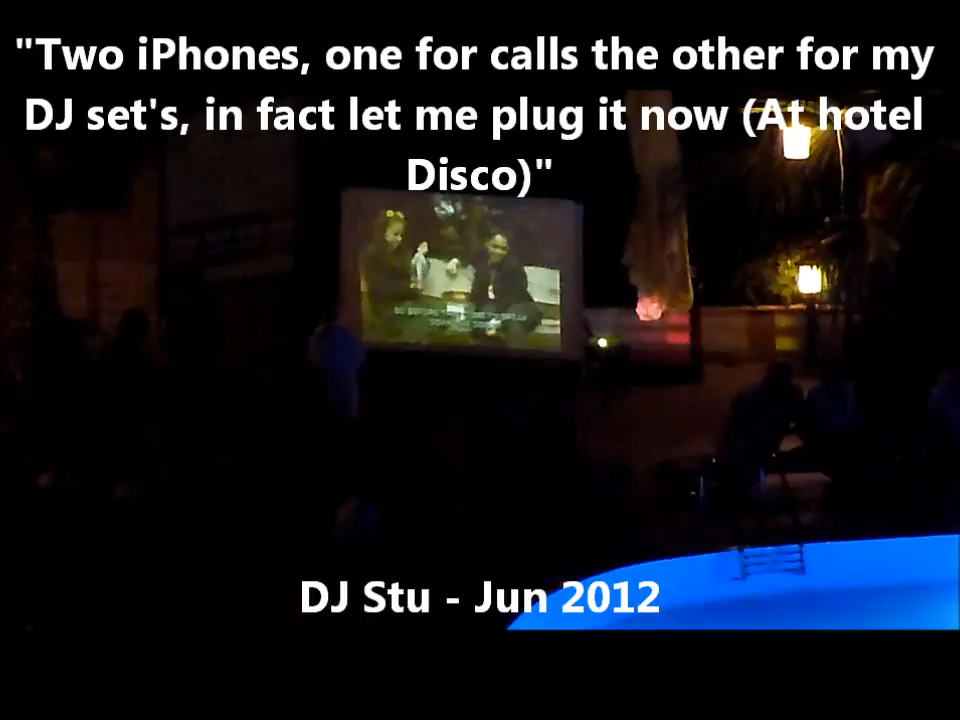 "Two iPhones, one for calls the other for my
DJ set's, in fact let me plug it now (At hotel
Disco)"
DJ Stu - Jun 2012